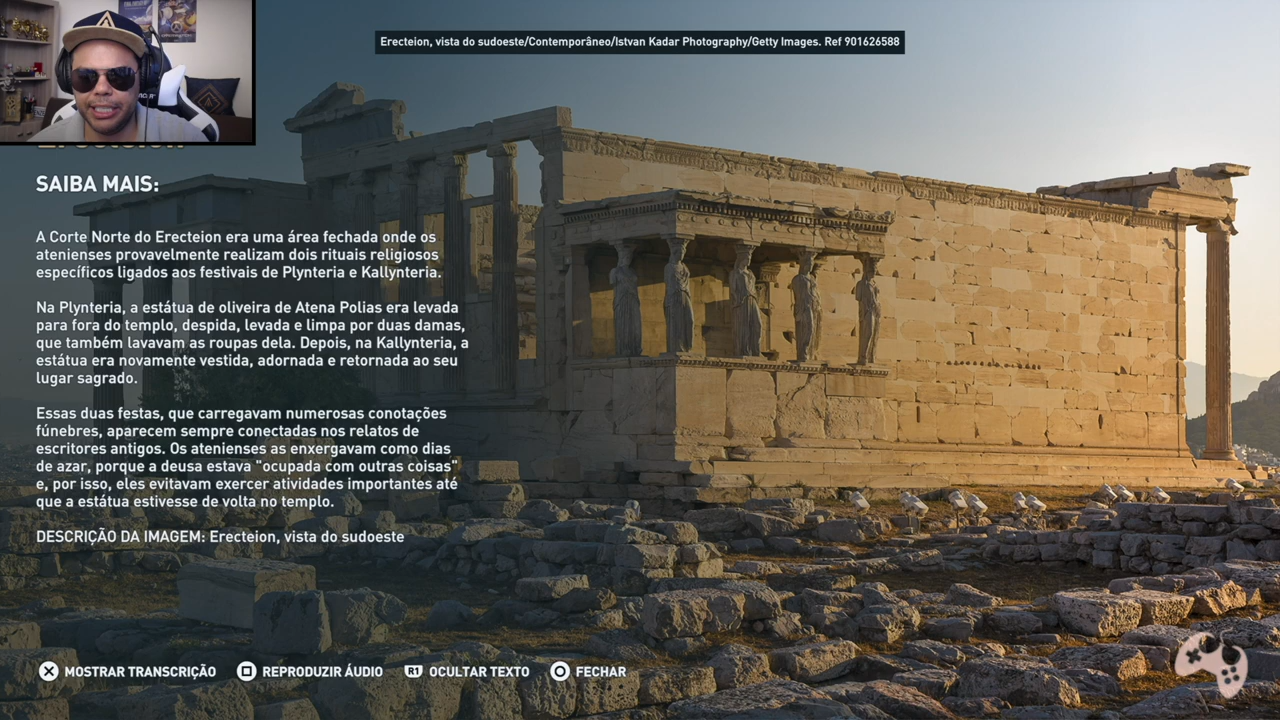 Erecteion, vista do sudoeste/Contemporâneo/Istvan Kadar Photography/Getty Images. Ref 901626588
SAIBA MAIS:
A Corte Norte do Erecteion era uma área fechada onde os
atenienses provavelmente realizam dois rituais religiosos
específicos ligados aos festivais de Plynteria e Kallynteria.
Na Plynteria, a estátua de oliveira de Atena Polias era levada
para fora do templo, despida, levada e limpa por duas damas,
que também lavavam as roupas dela. Depois, na Kallynteria, a
estátua era novamente vestida, adornada e retornada ao seu
lugar sagrado.
Essas duas festas, que carregavam numerosas conotações
fúnebres, aparecem sempre conectadas nos relatos de
escritores antigos. Os atenienses as enxergavam como dias
de azar, porque a deusa estava "ocupada com outras coisas"
e, por isso, eles evitavam exercer atividades importantes até
que a estátua estivesse de volta no templo.
DESCRIÇÃO DA IMAGEM: Erecteion, vista do sudoeste
MOSTRAR TRANSCRIÇÃO REPRODUZIR ÁUDIO R1 OCULTAR TEXTO FECHAR